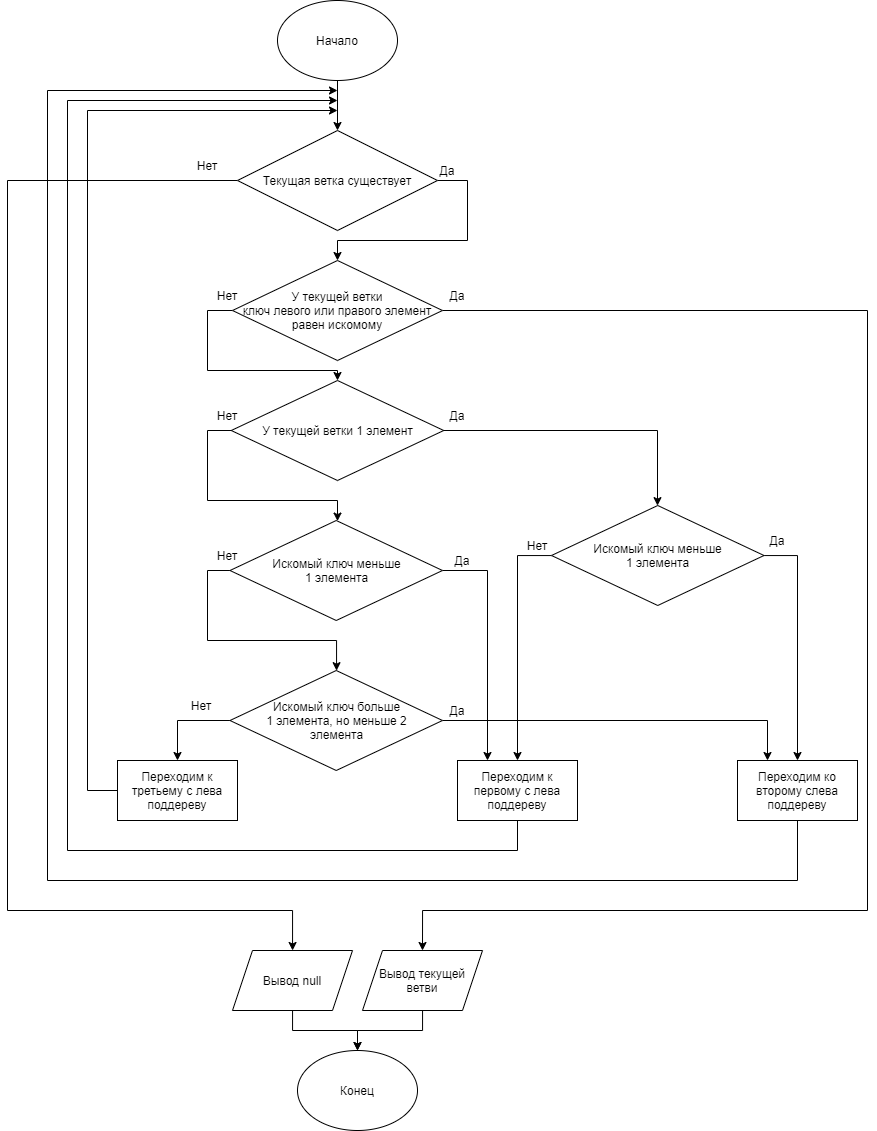 Начало
Нет
Текущая ветка существует
Да
Нет
У текущей ветки
ключ левого или правого элемент
равен искомому
Да
Нет
У текущей ветки 1 элемент
Да
Нет
Искомый ключ меньше
1 элемента
Да
Нет
Искомый ключ меньше
1 элемента
Да
Нет
Искомый ключ больше
1 элемента, но меньше 2
элемента
Да
Переходим к
третьему с лева
поддереву
Переходим к
первому с лева
поддереву
Переходим ко
второму слева
поддереву
Вывод null
Вывод текущей
ветви
Конец